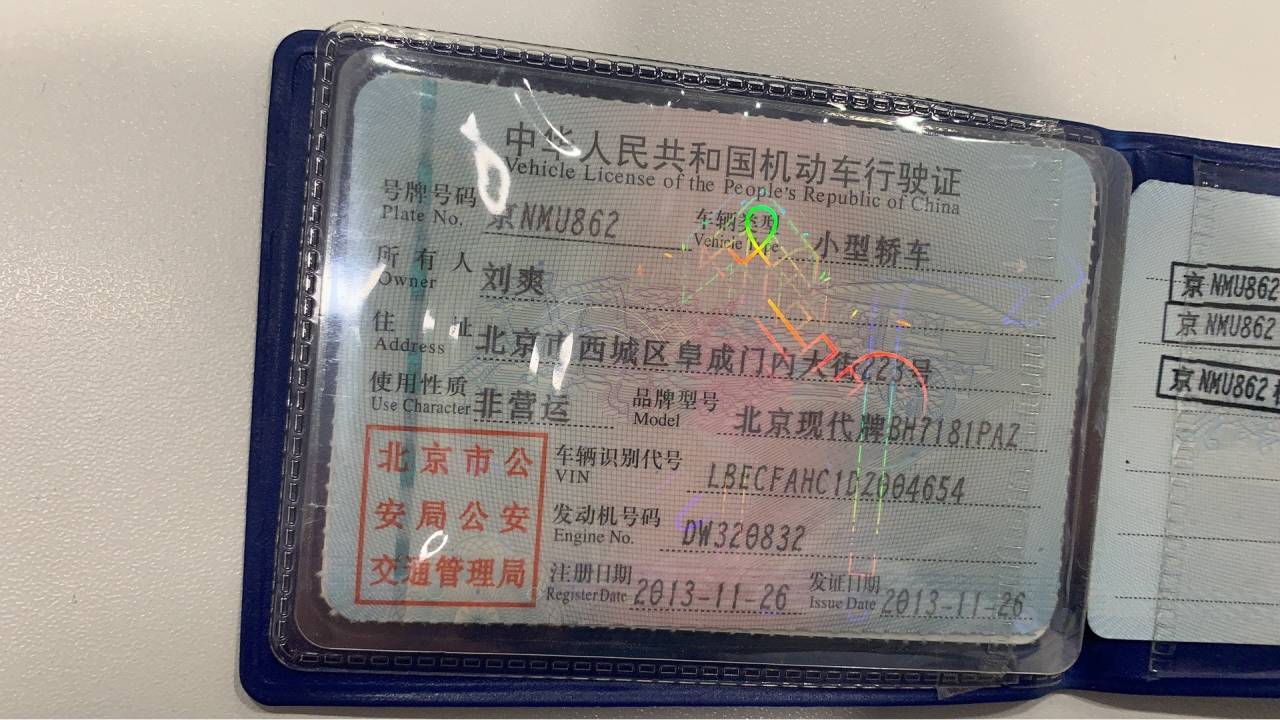 中华人民共和国机动车行驶证
Vehicle License of the People's Republic of China
号牌号码 京NMU862 车辆类型 小型轿车
Plate No. Vehicle Type
所有人 刘爽
Owner
住址 北京市西城区阜成门内大街223号
Address
使用性质 非营运 品牌型号 北京现代牌BH7181PAZ
Use Character Model
北京市公
安局公安
交通管理局
车辆识别代号 LBECFAHC1DZ004654
VIN
发动机号码 DW320832
Engine No.
注册日期 2013-11-26 发证日期 2013-11-26
Register Date Issue Date
京NMU862
京NMU862
京NMU862